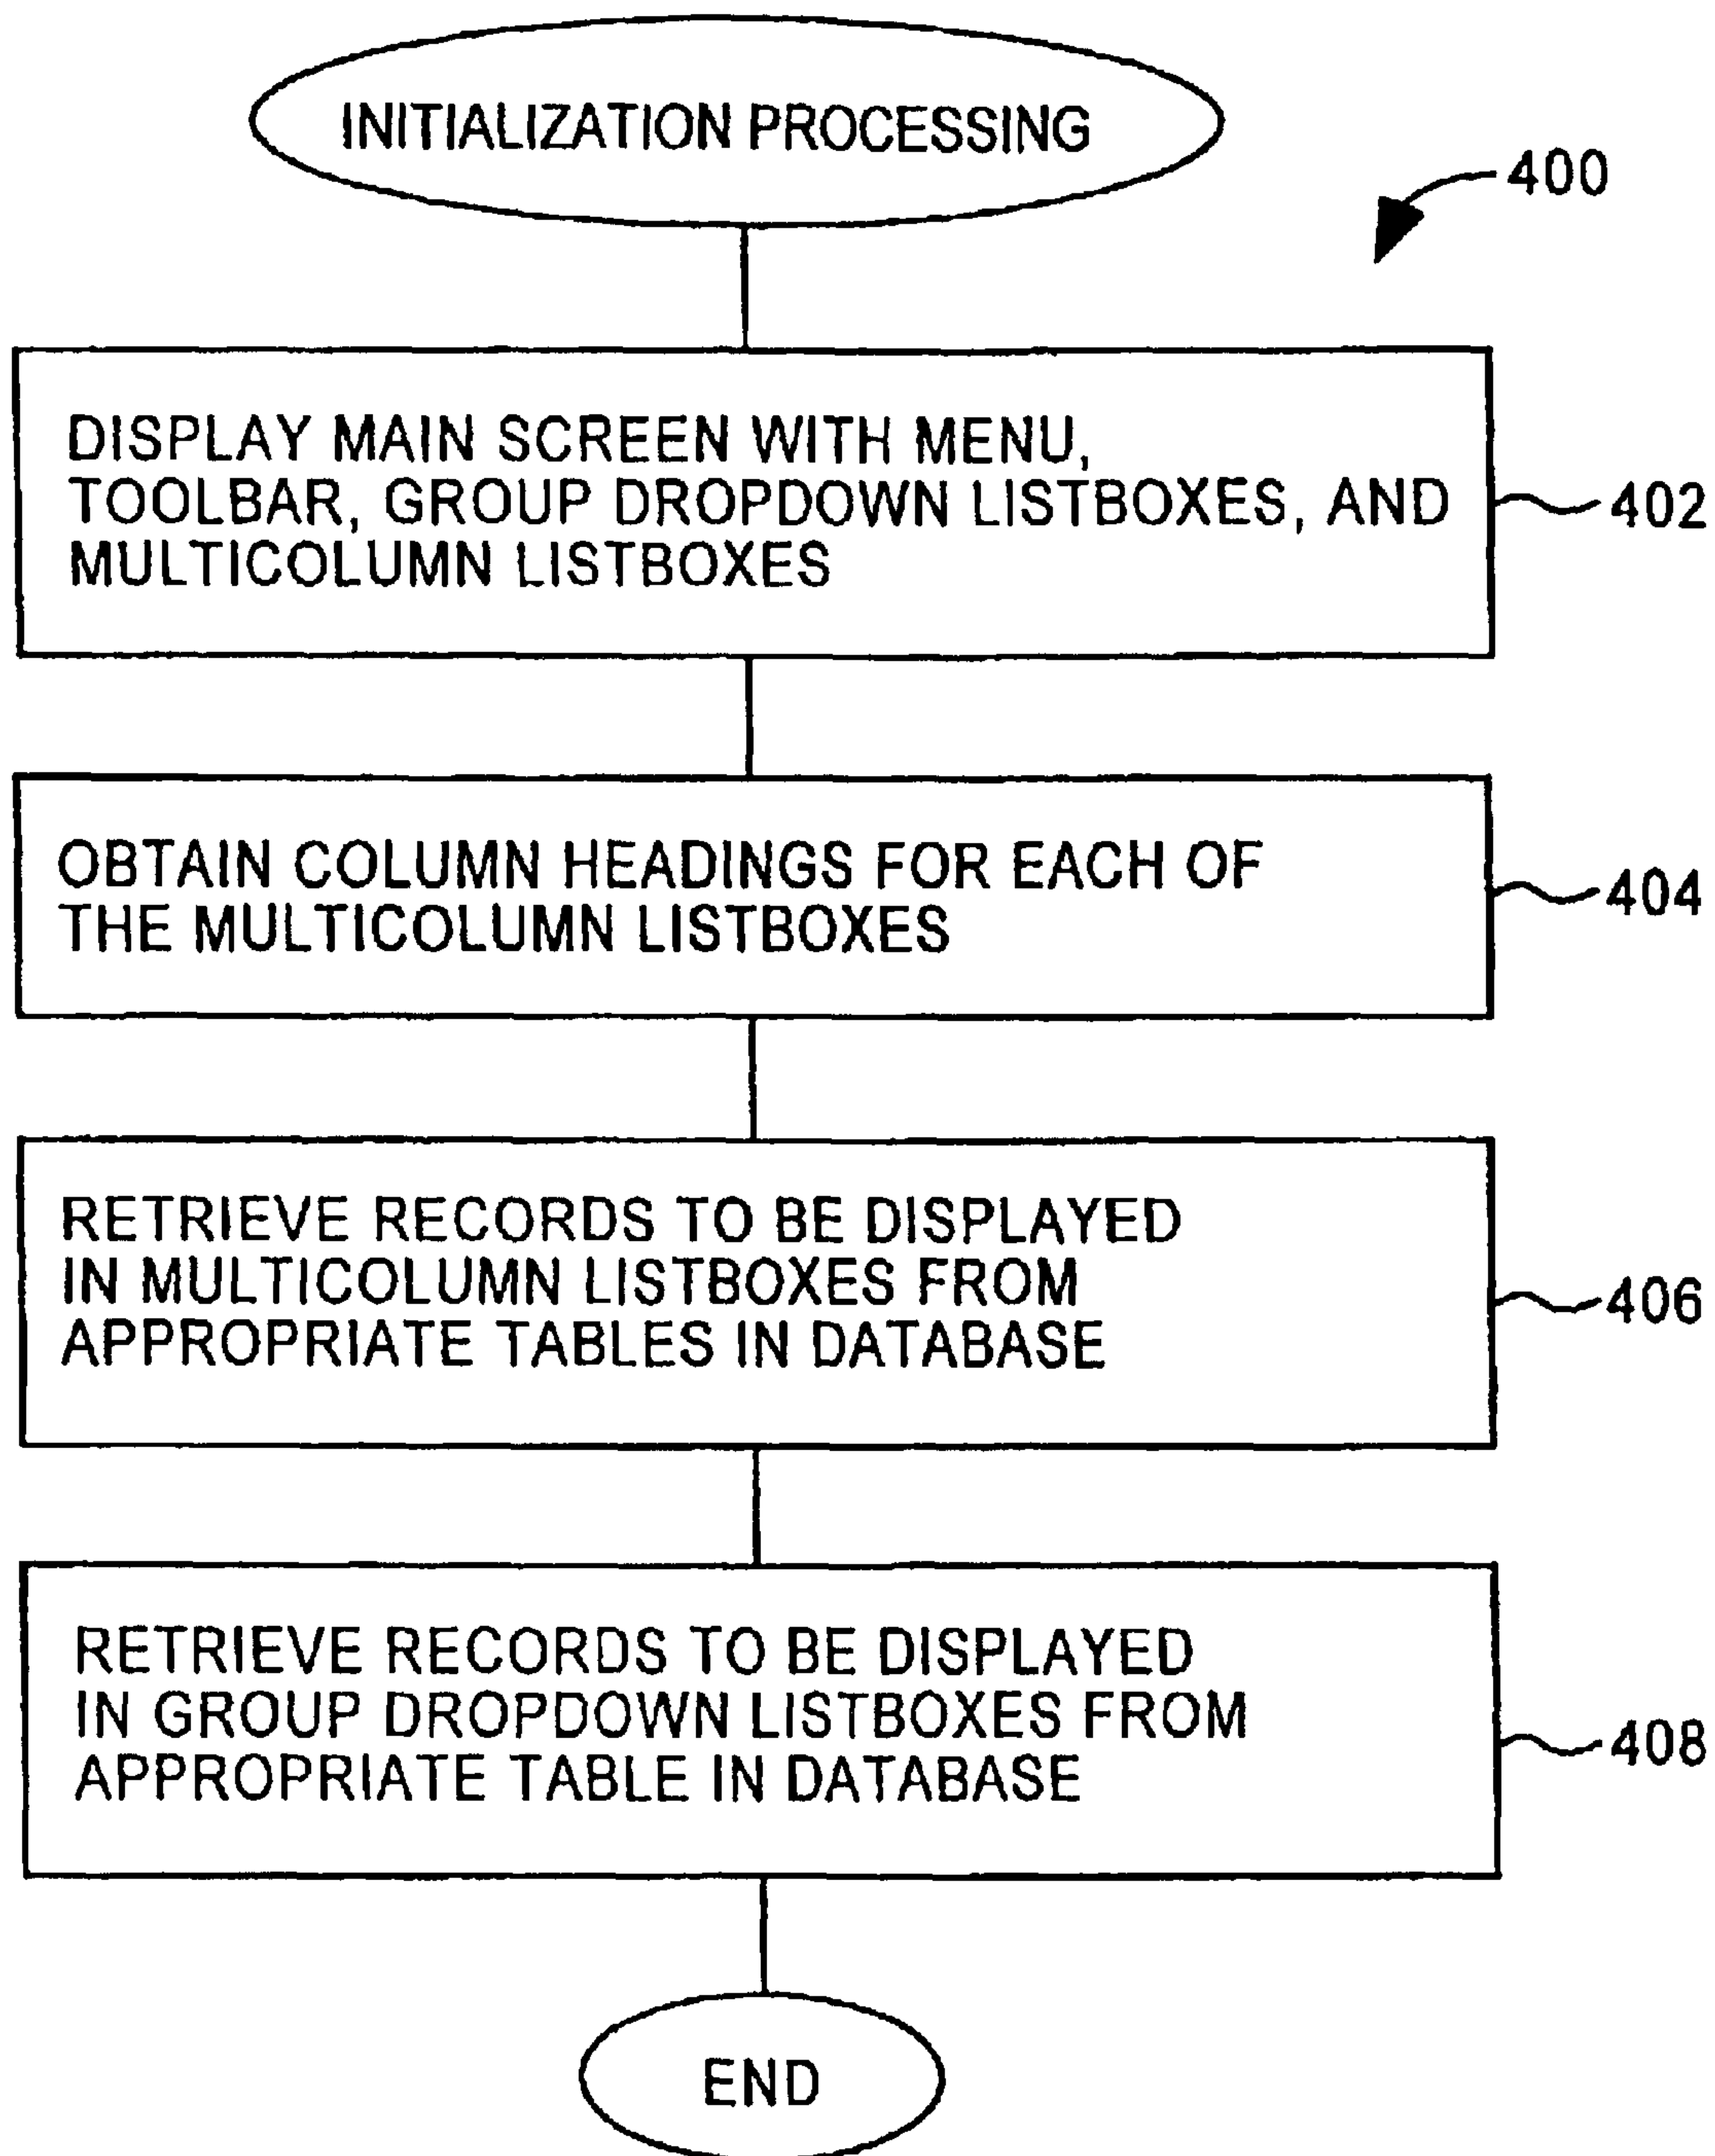 INITIALIZATION PROCESSING
400
DISPLAY MAIN SCREEN WITH MENU,
TOOLBAR, GROUP DROPDOWN LISTBOXES, AND
MULTICOLUMN LISTBOXES
402
OBTAIN COLUMN HEADINGS FOR EACH OF
THE MULTICOLUMN LISTBOXES
404
RETRIEVE RECORDS TO BE DISPLAYED
IN MULTICOLUMN LISTBOXES FROM
APPROPRIATE TABLES IN DATABASE
406
RETRIEVE RECORDS TO BE DISPLAYED
IN GROUP DROPDOWN LISTBOXES FROM
APPROPRIATE TABLE IN DATABASE
408
END